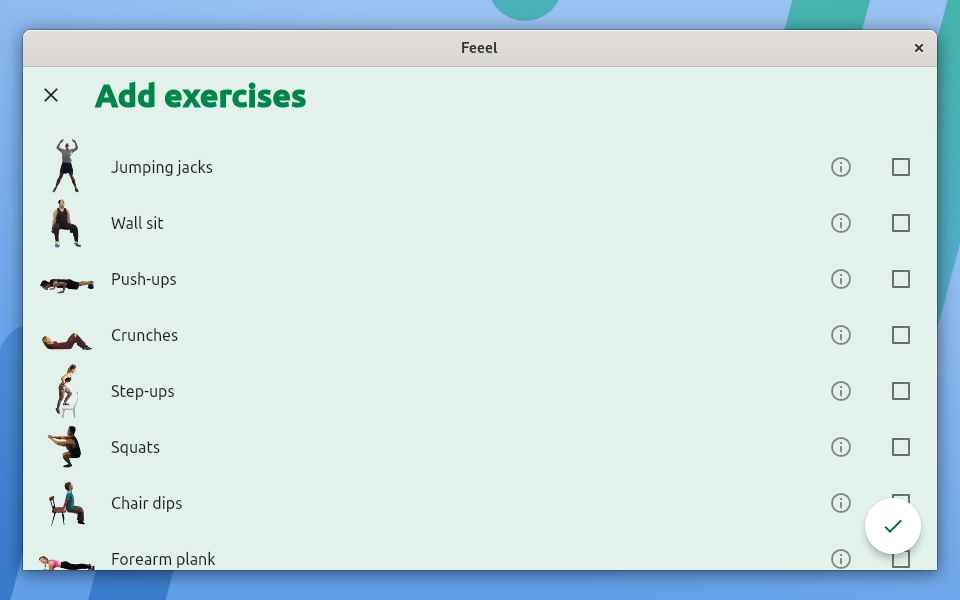 Feeel
Add exercises
Jumping jacks
Wall sit
Push-ups
Crunches
Step-ups
Squats
Chair dips
Forearm plank